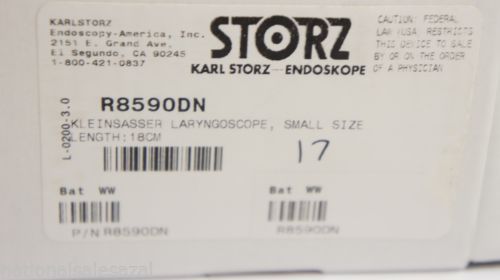 KARLSTORZ
Endoscopy-America, Inc.
2151 E. Grand Ave.
El Segundo, CA 90245
1-800-421-0837
STORZ
KARL STORZ—ENDOSKOPE
CAUTION: FEDERAL
LAW (USA) RESTRICTS
THIS DEVICE TO SALE
BY OR ON THE ORDER
OF A PHYSICIAN
L-0200-3.0
R8590DN
KLEINSASSER LARYNGOSCOPE, SMALL SIZE
LENGTH:18CM
17
Bat WW
P/N R8590DN
Bat WW
R8590DN
nationalsalesazal